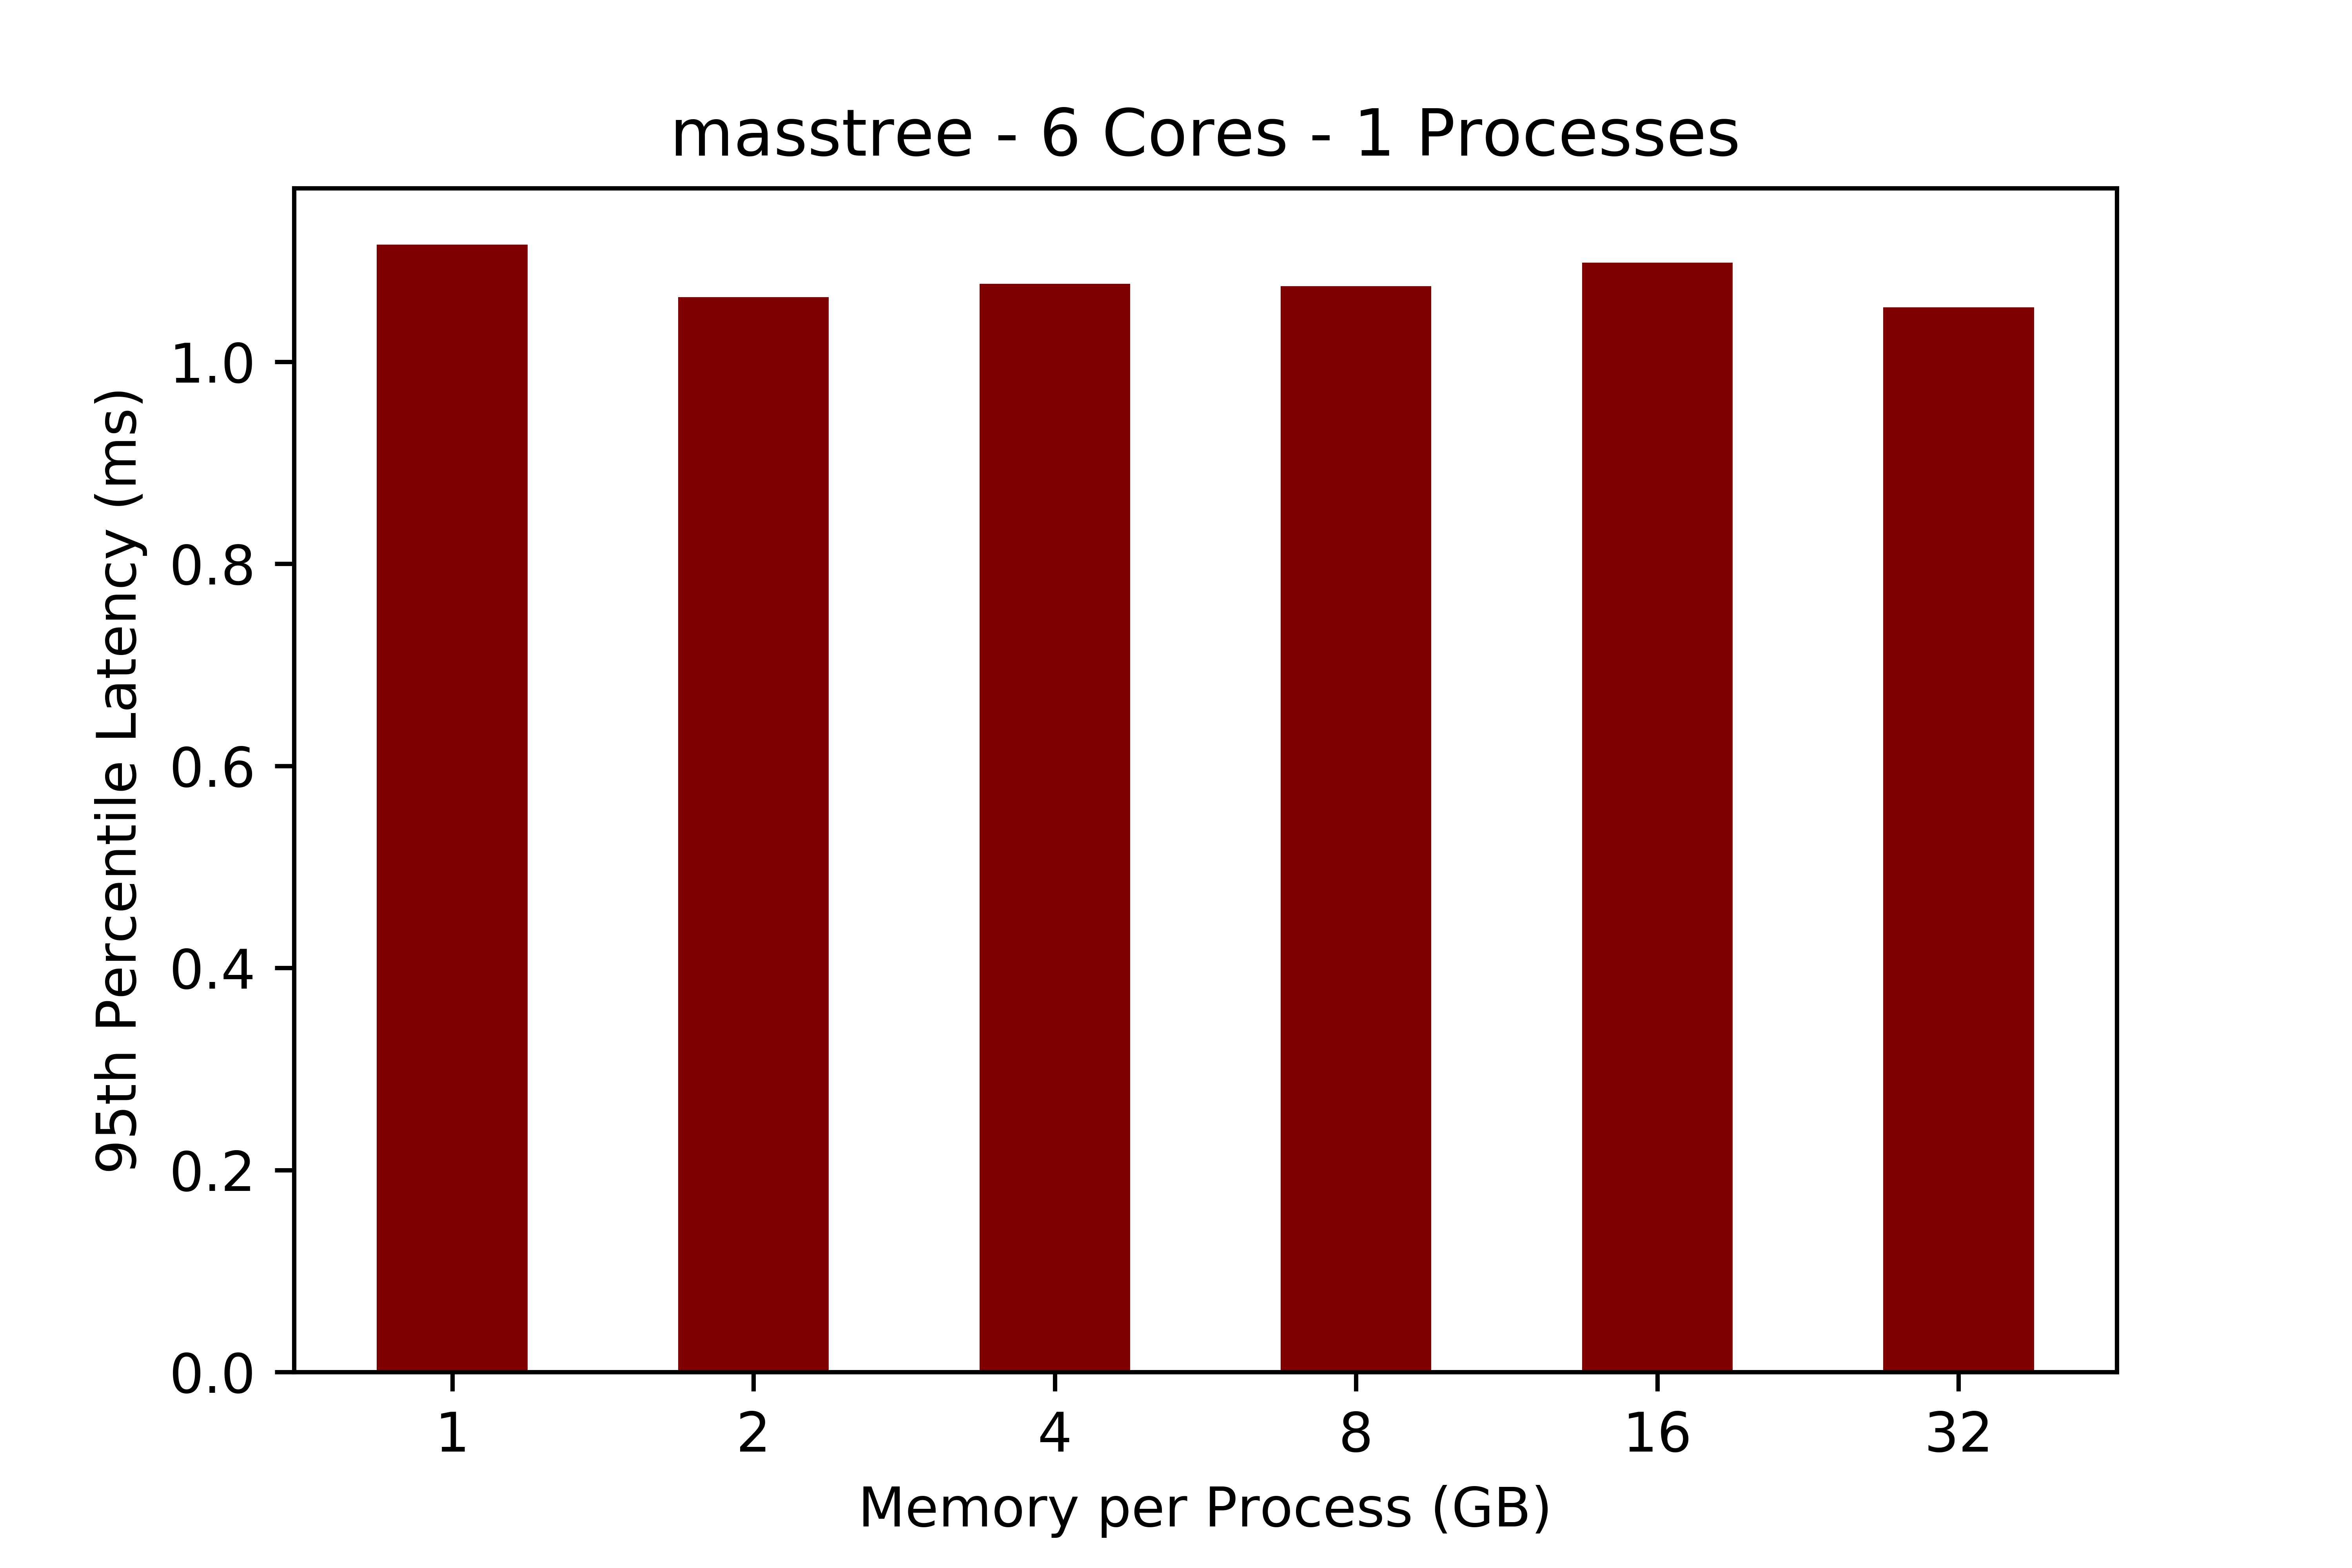 masstree - 6 Cores - 1 Processes
95th Percentile Latency (ms)
1.0
0.8
0.6
0.4
0.2
0.0
1 2 4 8 16 32
Memory per Process (GB)